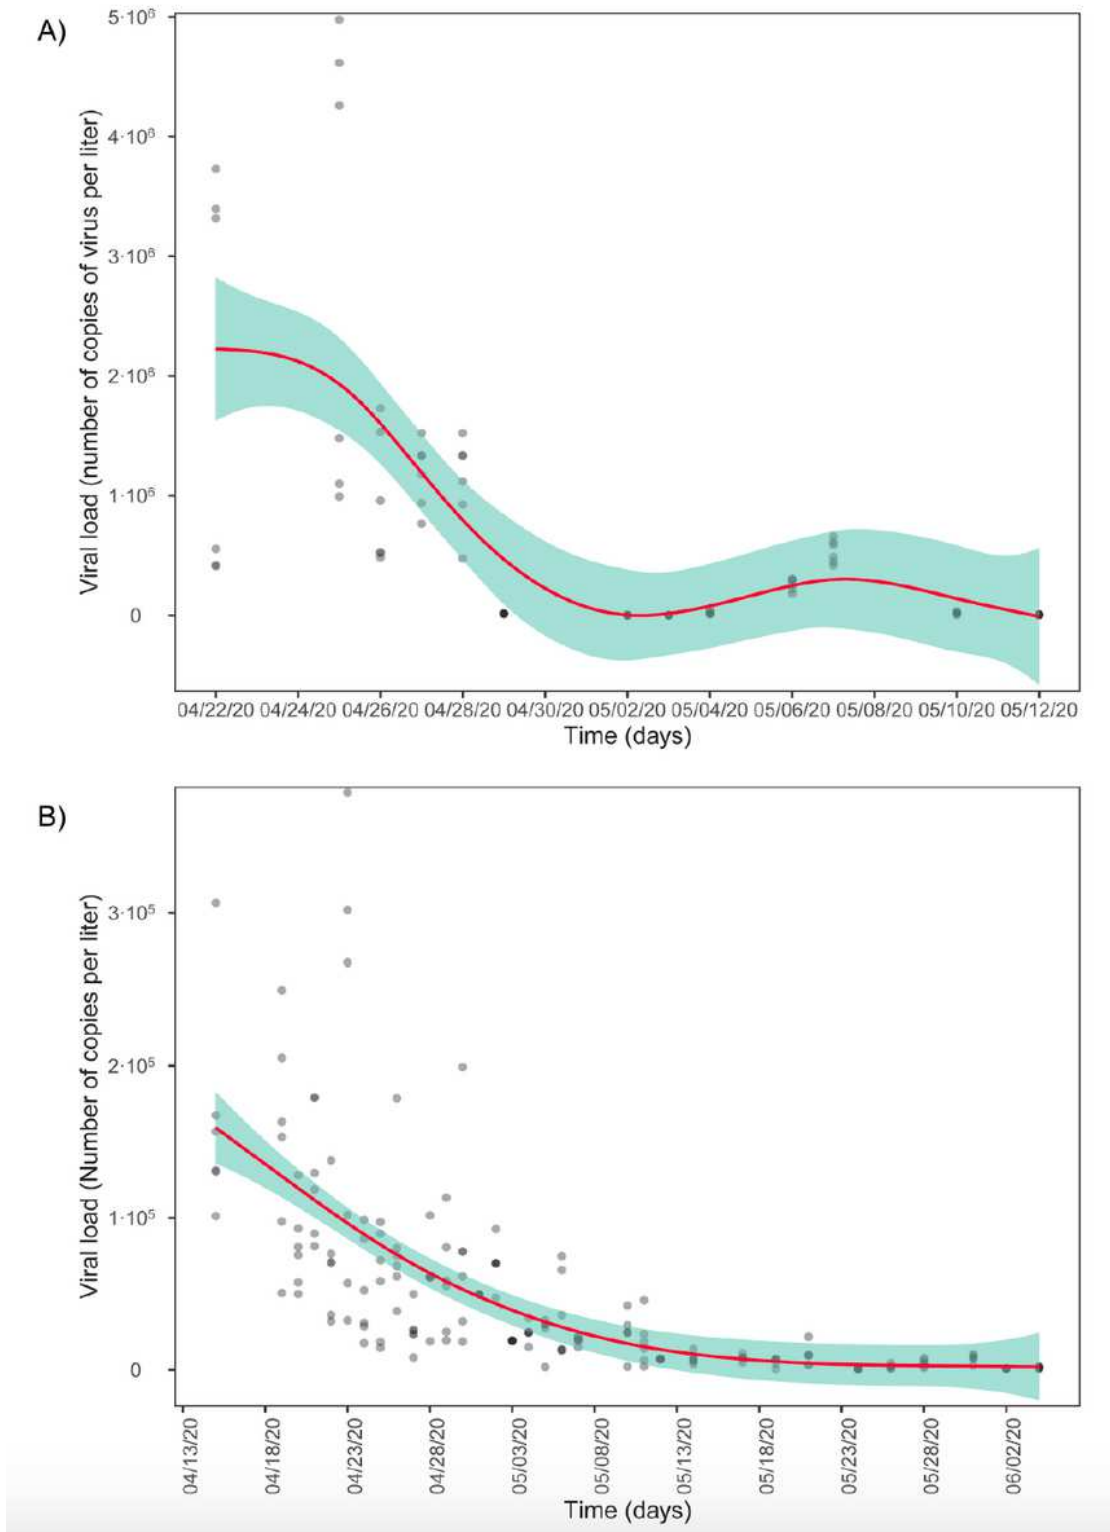 A)
Viral load (number of copies of virus per liter)
5·10⁶
4·10⁶
3·10⁶
2·10⁶
1·10⁶
0
04/22/20 04/24/20 04/26/20 04/28/20 04/30/20 05/02/20 05/04/20 05/06/20 05/08/20 05/10/20 05/12/20
Time (days)
B)
Viral load (Number of copies per liter)
3·10⁵
2·10⁵
1·10⁵
0
04/13/20 04/18/20 04/23/20 04/28/20 05/03/20 05/08/20 05/13/20 05/18/20 05/23/20 05/28/20 06/02/20
Time (days)